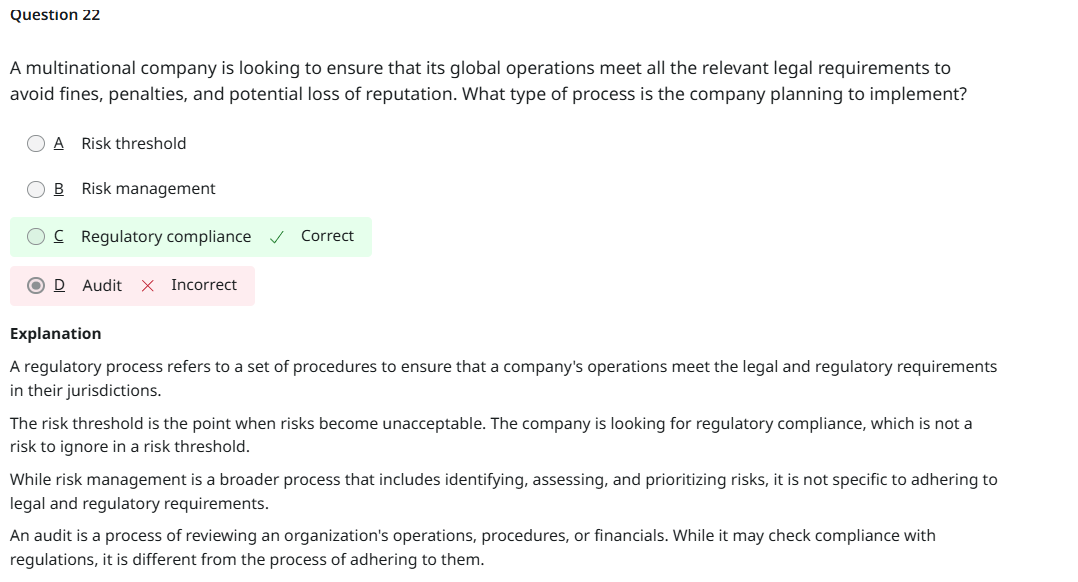 Question 22
A multinational company is looking to ensure that its global operations meet all the relevant legal requirements to
avoid fines, penalties, and potential loss of reputation. What type of process is the company planning to implement?
A Risk threshold
B Risk management
C Regulatory compliance ✓ Correct
D Audit ✕ Incorrect
Explanation
A regulatory process refers to a set of procedures to ensure that a company's operations meet the legal and regulatory requirements
in their jurisdictions.
The risk threshold is the point when risks become unacceptable. The company is looking for regulatory compliance, which is not a
risk to ignore in a risk threshold.
While risk management is a broader process that includes identifying, assessing, and prioritizing risks, it is not specific to adhering to
legal and regulatory requirements.
An audit is a process of reviewing an organization's operations, procedures, or financials. While it may check compliance with
regulations, it is different from the process of adhering to them.